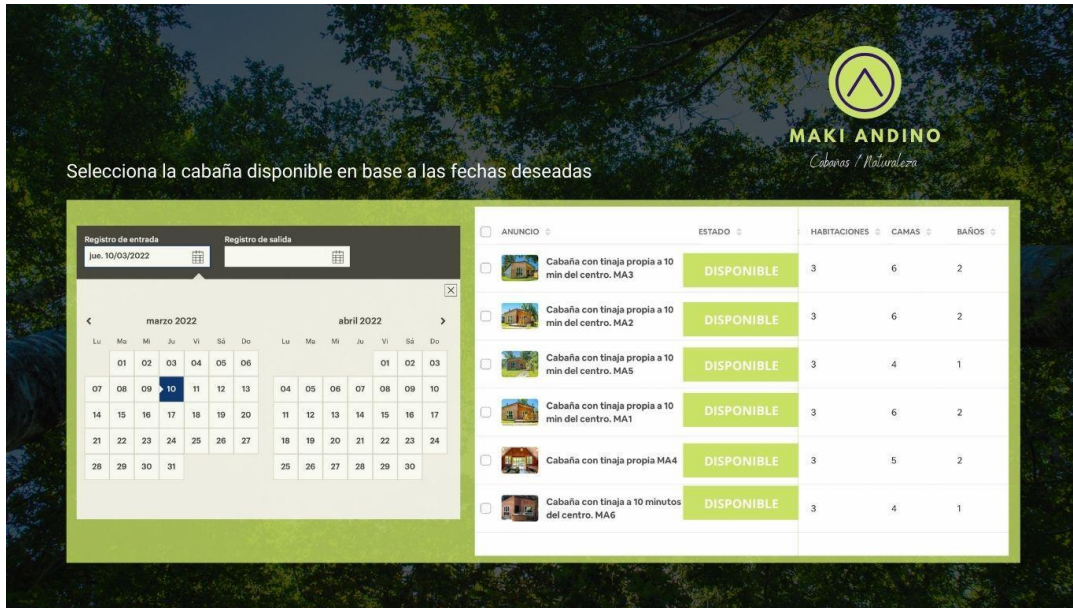 MAKI ANDINO
Cabañas / Naturaleza
Selecciona la cabaña disponible en base a las fechas deseadas
Registro de entrada
Registro de salida
jue. 10/03/2022
marzo 2022
Lu Ma Mi Ju Vi Sá Do
01 02 03 04 05 06
07 08 09 10 11 12 13
14 15 16 17 18 19 20
21 22 23 24 25 26 27
28 29 30 31
abril 2022
Lu Ma Mi Ju Vi Sá Do
01 02 03
04 05 06 07 08 09 10
11 12 13 14 15 16 17
18 19 20 21 22 23 24
25 26 27 28 29 30
ANUNCIO ESTADO HABITACIONES CAMAS BAÑOS
Cabaña con tinaja propia a 10
min del centro. MA3
DISPONIBLE 3 6 2
Cabaña con tinaja propia a 10
min del centro. MA2
DISPONIBLE 3 6 2
Cabaña con tinaja propia a 10
min del centro. MA5
DISPONIBLE 3 4 1
Cabaña con tinaja propia a 10
min del centro. MA1
DISPONIBLE 3 6 2
Cabaña con tinaja propia MA4 DISPONIBLE 3 5 2
Cabaña con tinaja a 10 minutos
del centro. MA6
DISPONIBLE 3 4 1